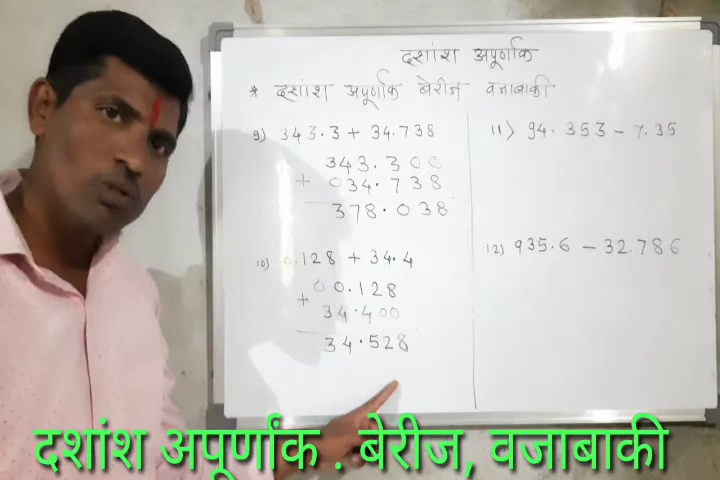 दशांश अपूर्णांक
* दशांश अपूर्णांक बेरीज वजाबाकी
9) 343.3 + 34.738
343.300
+ 034.738
378.038
10) 0.128 + 34.4
00.128
+ 34.400
34.528
11) 94.353 - 7.35
12) 935.6 - 32.786
दशांश अपूर्णांक . बेरीज, वजाबाकी